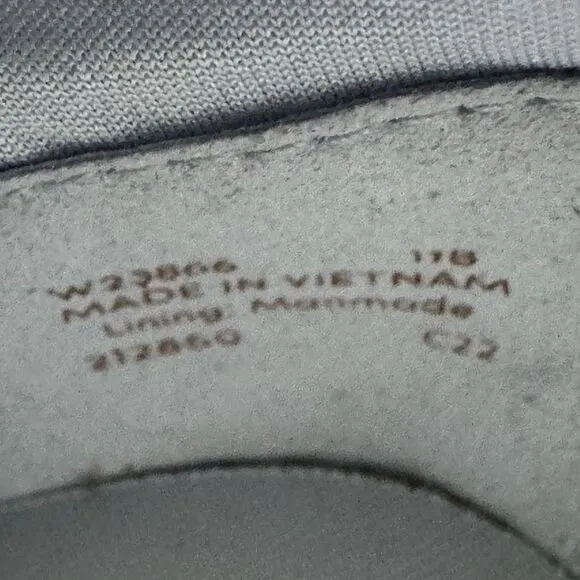 W23866 11B
MADE IN VIETNAM
Lining: Manmade
212860 C22